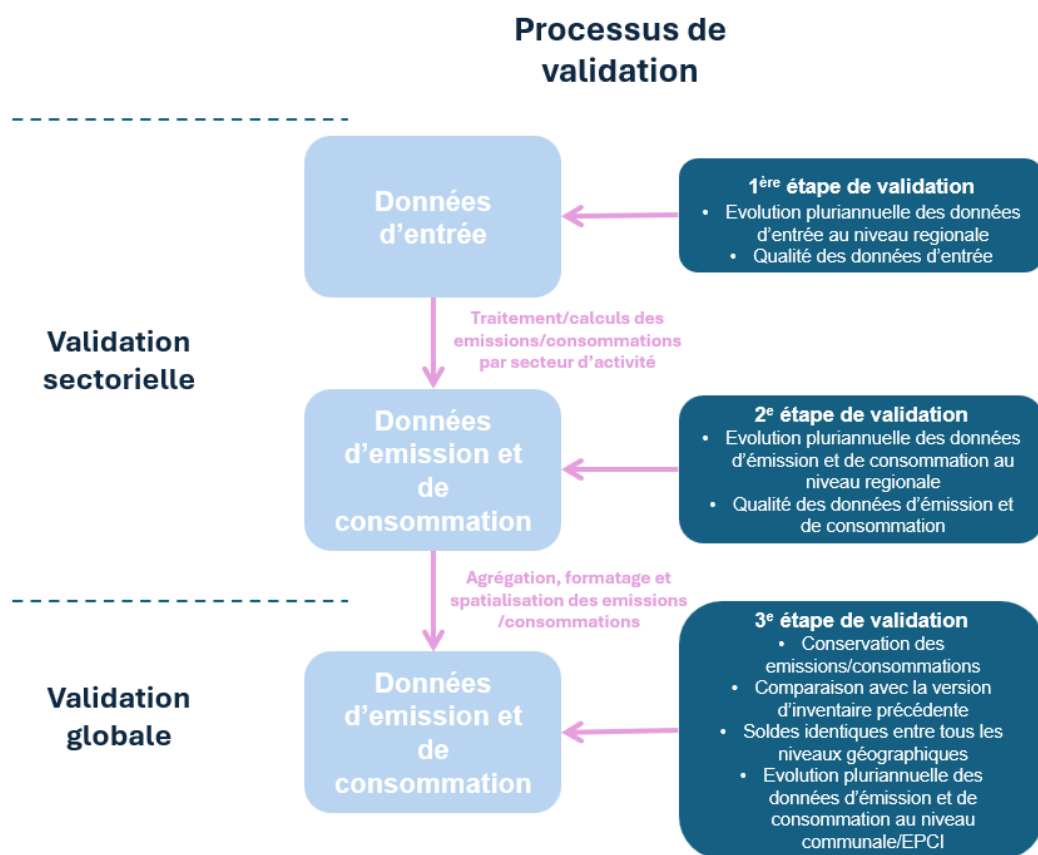 Processus de
validation
Données
d'entrée
1ère étape de validation
• Evolution pluriannuelle des données
d'entrée au niveau regionale
• Qualité des données d'entrée
Traitement/calculs des
emissions/consommations
par secteur d'activité
Validation
sectorielle
Données
d'emission et
de
consommation
2e étape de validation
• Evolution pluriannuelle des données
d'émission et de consommation au
niveau regionale
• Qualité des données d'émission et
de consommation
Agrégation, formatage et
spatialisation des emissions
/consommations
Validation
globale
Données
d'emission et
de
consommation
3e étape de validation
• Conservation des
emissions/consommations
• Comparaison avec la version
d'inventaire précédente
• Soldes identiques entre tous les
niveaux géographiques
• Evolution pluriannuelle des
données d'émission et de
consommation au niveau
communale/EPCI